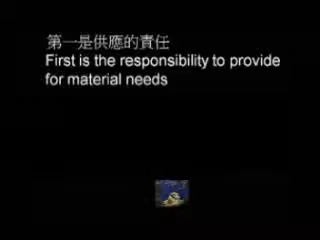 第一是供應的責任
First is the responsibility to provide
for material needs